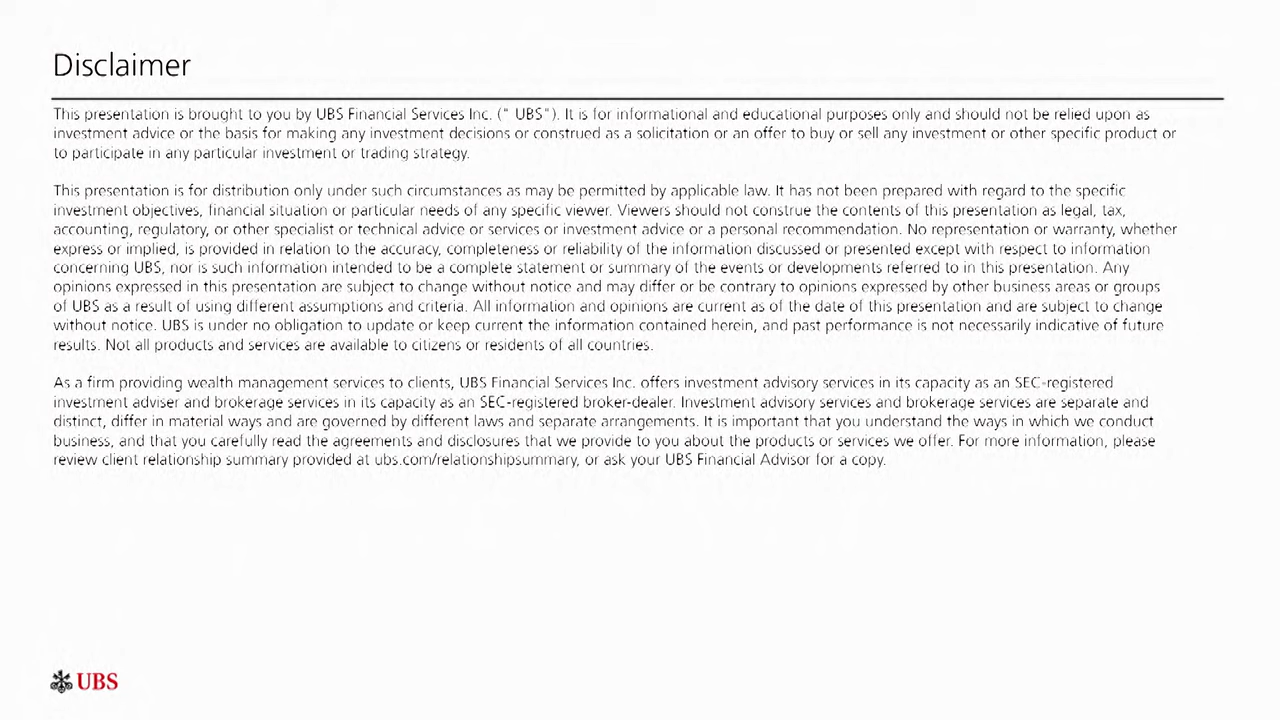 Disclaimer
This presentation is brought to you by UBS Financial Services Inc. (" UBS"). It is for informational and educational purposes only and should not be relied upon as
investment advice or the basis for making any investment decisions or construed as a solicitation or an offer to buy or sell any investment or other specific product or
to participate in any particular investment or trading strategy.
This presentation is for distribution only under such circumstances as may be permitted by applicable law. It has not been prepared with regard to the specific
investment objectives, financial situation or particular needs of any specific viewer. Viewers should not construe the contents of this presentation as legal, tax,
accounting, regulatory, or other specialist or technical advice or services or investment advice or a personal recommendation. No representation or warranty, whether
express or implied, is provided in relation to the accuracy, completeness or reliability of the information discussed or presented except with respect to information
concerning UBS, nor is such information intended to be a complete statement or summary of the events or developments referred to in this presentation. Any
opinions expressed in this presentation are subject to change without notice and may differ or be contrary to opinions expressed by other business areas or groups
of UBS as a result of using different assumptions and criteria. All information and opinions are current as of the date of this presentation and are subject to change
without notice. UBS is under no obligation to update or keep current the information contained herein, and past performance is not necessarily indicative of future
results. Not all products and services are available to citizens or residents of all countries.
As a firm providing wealth management services to clients, UBS Financial Services Inc. offers investment advisory services in its capacity as an SEC-registered
investment adviser and brokerage services in its capacity as an SEC-registered broker-dealer. Investment advisory services and brokerage services are separate and
distinct, differ in material ways and are governed by different laws and separate arrangements. It is important that you understand the ways in which we conduct
business, and that you carefully read the agreements and disclosures that we provide to you about the products or services we offer. For more information, please
review client relationship summary provided at ubs.com/relationshipsummary, or ask your UBS Financial Advisor for a copy.
UBS